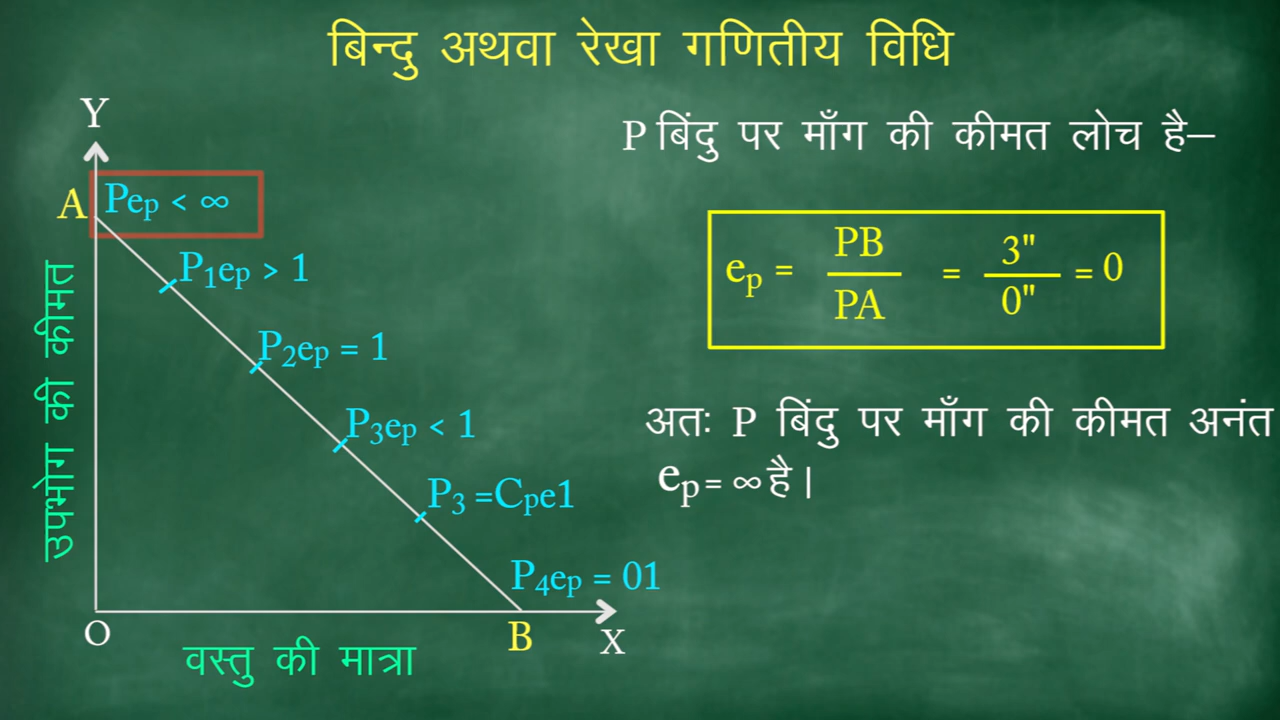 बिन्दु अथवा रेखा गणितीय विधि
Y
A
Pep < ∞
P1ep > 1
P2ep = 1
P3ep < 1
P3 =Cpe1
P4ep = 01
O
B
X
उपभोग की कीमत
वस्तु की मात्रा
P बिंदु पर माँग की कीमत लोच है–
ep = PB/PA = 3"/0" = 0
अतः P बिंदु पर माँग की कीमत अनंत
ep = ∞ है |